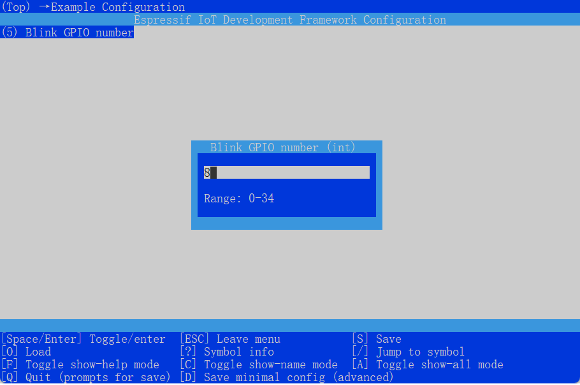 (Top) →Example Configuration
Espressif IoT Development Framework Configuration
(5) Blink GPIO number
Blink GPIO number (int)
8
Range: 0-34
[Space/Enter] Toggle/enter [ESC] Leave menu [S] Save
[O] Load [?] Symbol info [/] Jump to symbol
[F] Toggle show-help mode [C] Toggle show-name mode [A] Toggle show-all mode
[Q] Quit (prompts for save) [D] Save minimal config (advanced)